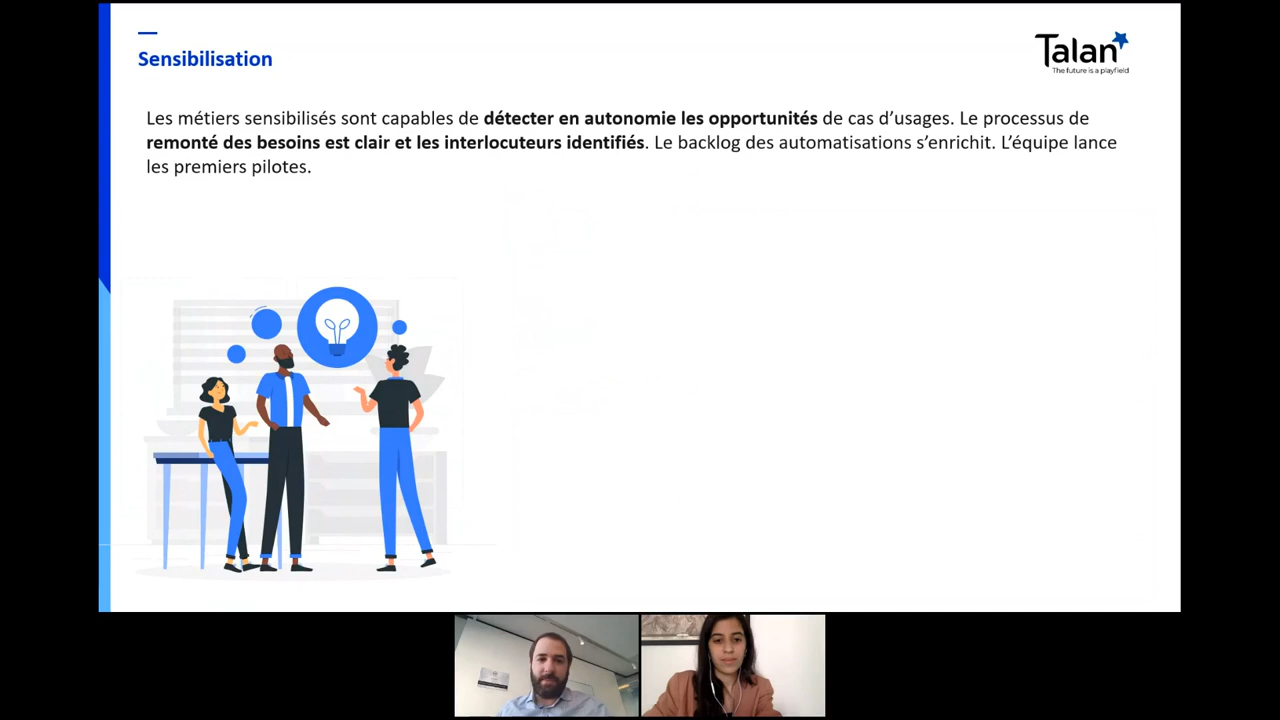 Sensibilisation
Talan
The future is a playfield
Les métiers sensibilisés sont capables de détecter en autonomie les opportunités de cas d’usages. Le processus de
remonté des besoins est clair et les interlocuteurs identifiés. Le backlog des automatisations s’enrichit. L’équipe lance
les premiers pilotes.